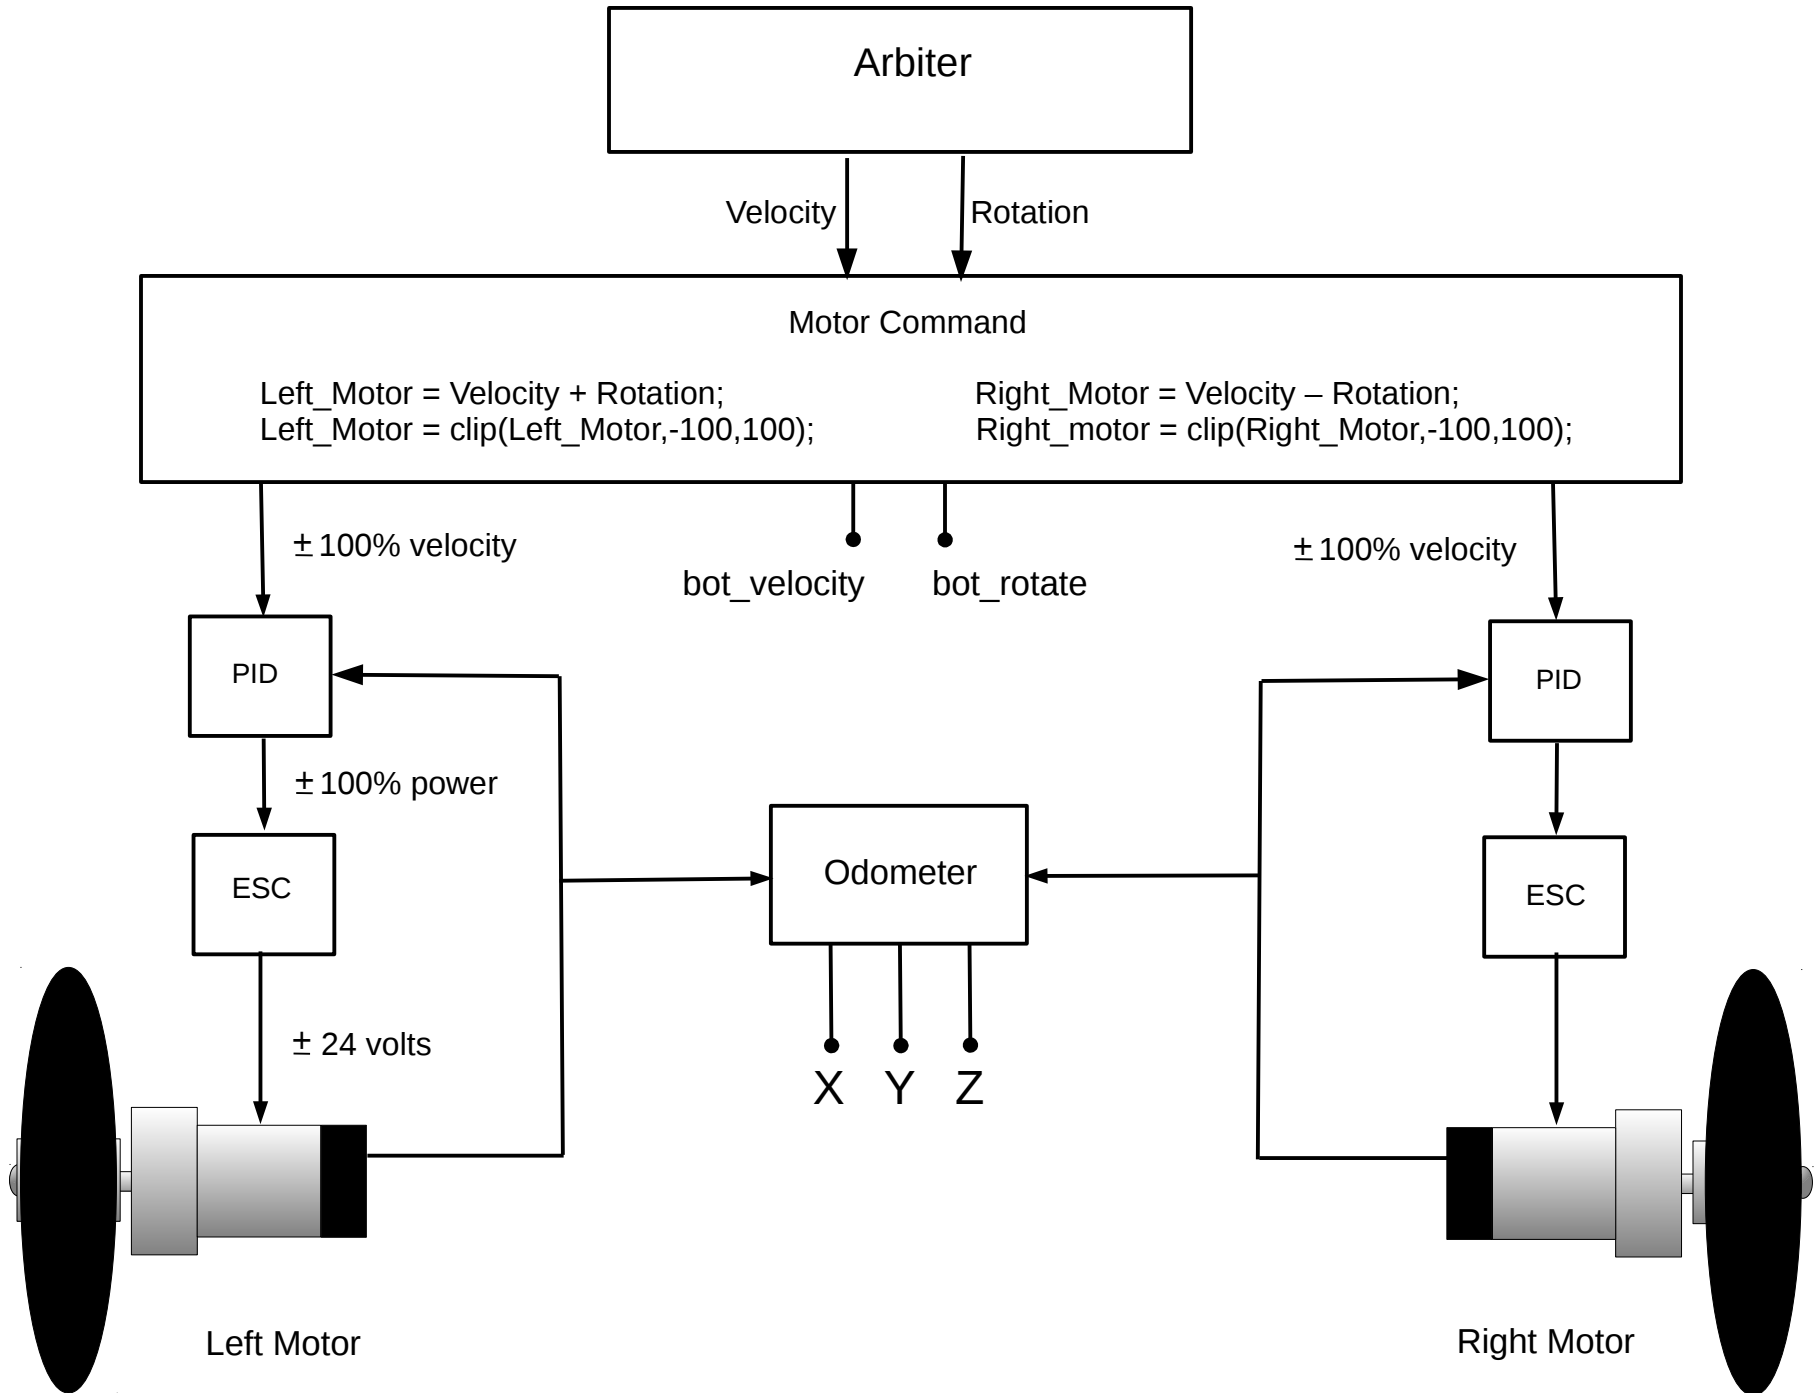 Arbiter
Velocity
Rotation
Motor Command
Left_Motor = Velocity + Rotation;
Left_Motor = clip(Left_Motor,-100,100);
Right_Motor = Velocity – Rotation;
Right_motor = clip(Right_Motor,-100,100);
± 100% velocity
bot_velocity
bot_rotate
± 100% velocity
PID
PID
± 100% power
Odometer
ESC
ESC
± 24 volts
X Y Z
Left Motor
Right Motor